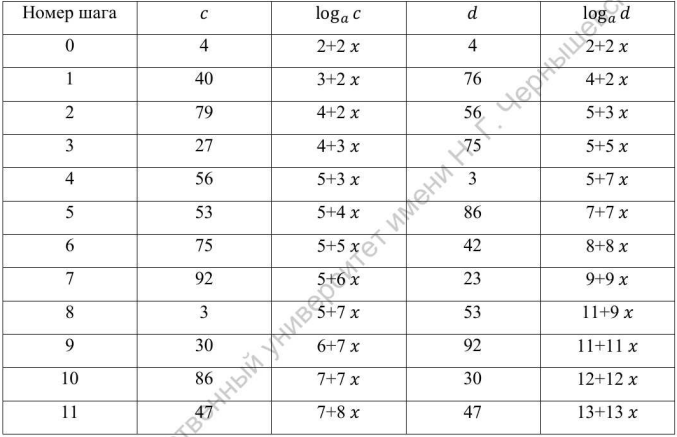 Номер шага c log_a c d log_a d
0 4 2+2 x 4 2+2 x
1 40 3+2 x 76 4+2 x
2 79 4+2 x 56 5+3 x
3 27 4+3 x 75 5+5 x
4 56 5+3 x 3 5+7 x
5 53 5+4 x 86 7+7 x
6 75 5+5 x 42 8+8 x
7 92 5+6 x 23 9+9 x
8 3 5+7 x 53 11+9 x
9 30 6+7 x 92 11+11 x
10 86 7+7 x 30 12+12 x
11 47 7+8 x 47 13+13 x
университет имени Н. Г.